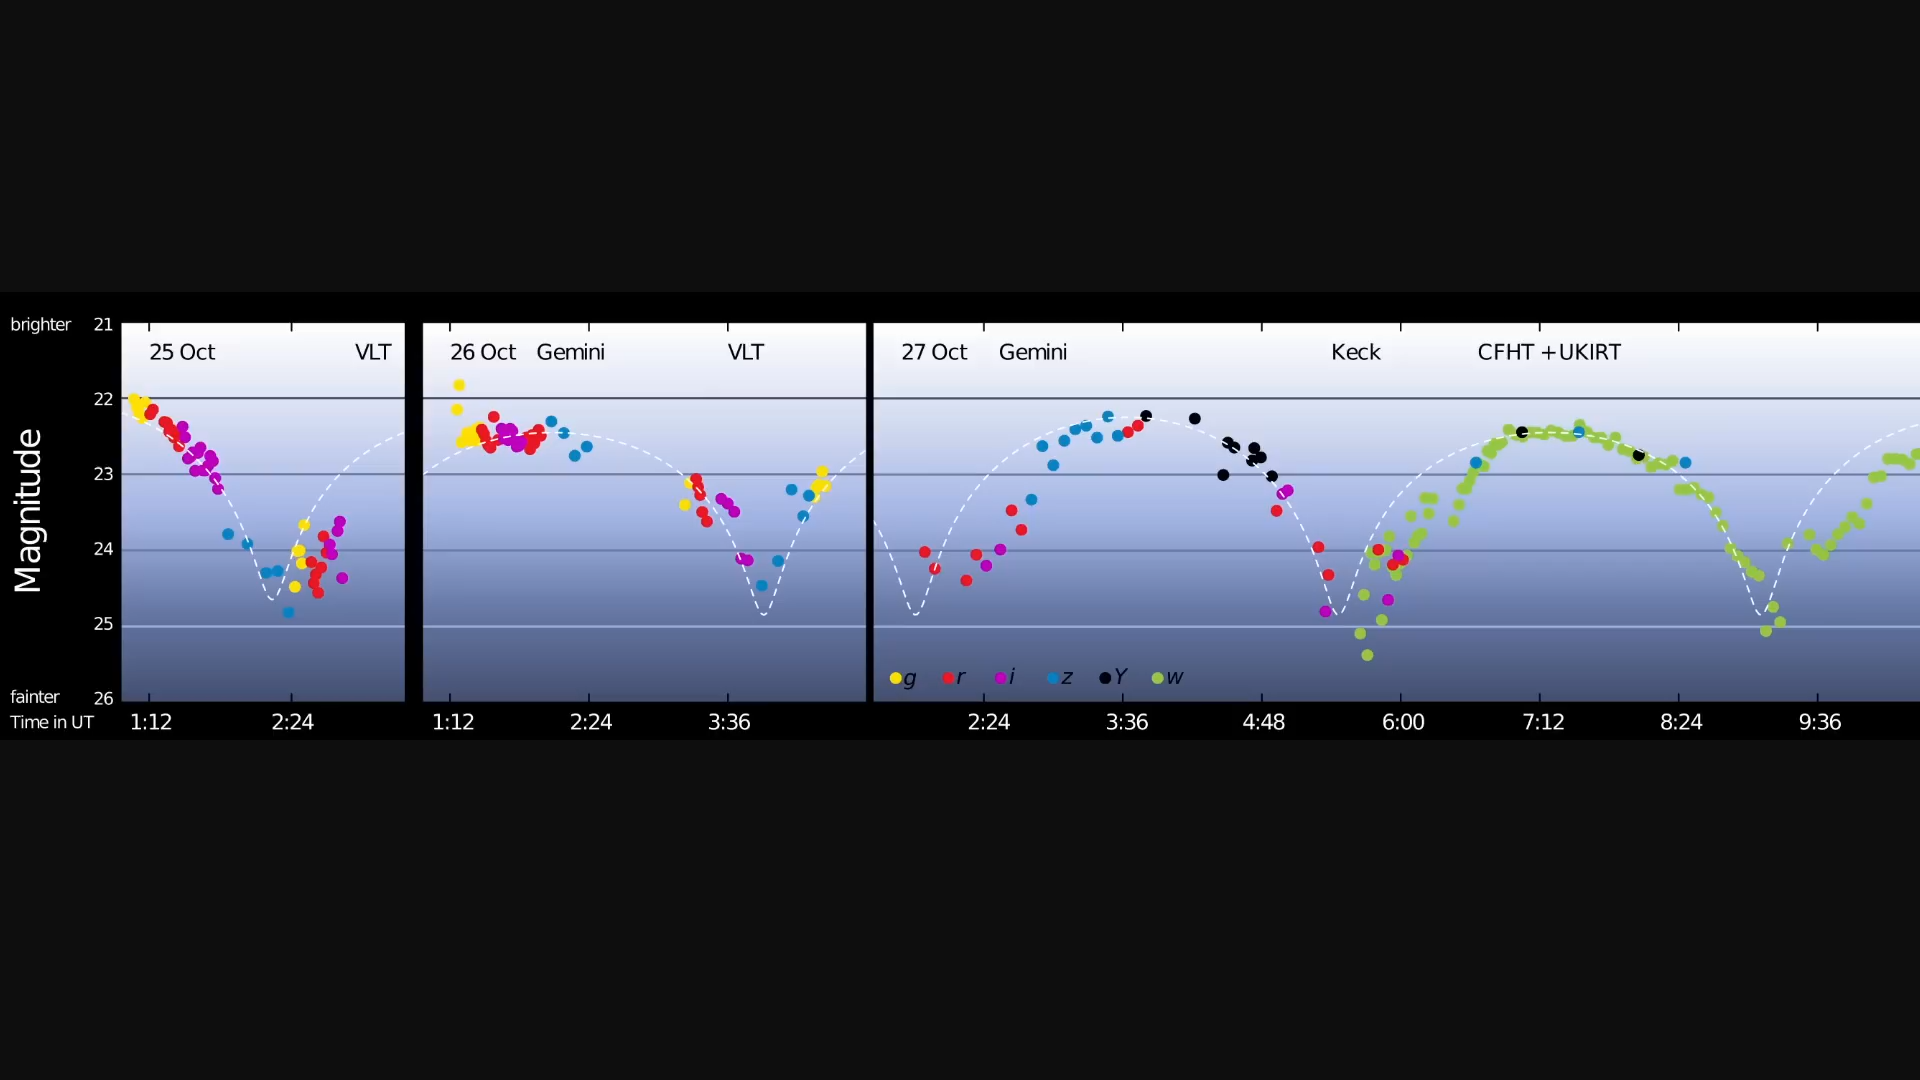 brighter 21
25 Oct VLT 26 Oct Gemini VLT 27 Oct Gemini Keck CFHT +UKIRT
22
Magnitude
23
24
25
g r i z Y w
fainter 26
Time in UT 1:12 2:24 1:12 2:24 3:36 2:24 3:36 4:48 6:00 7:12 8:24 9:36